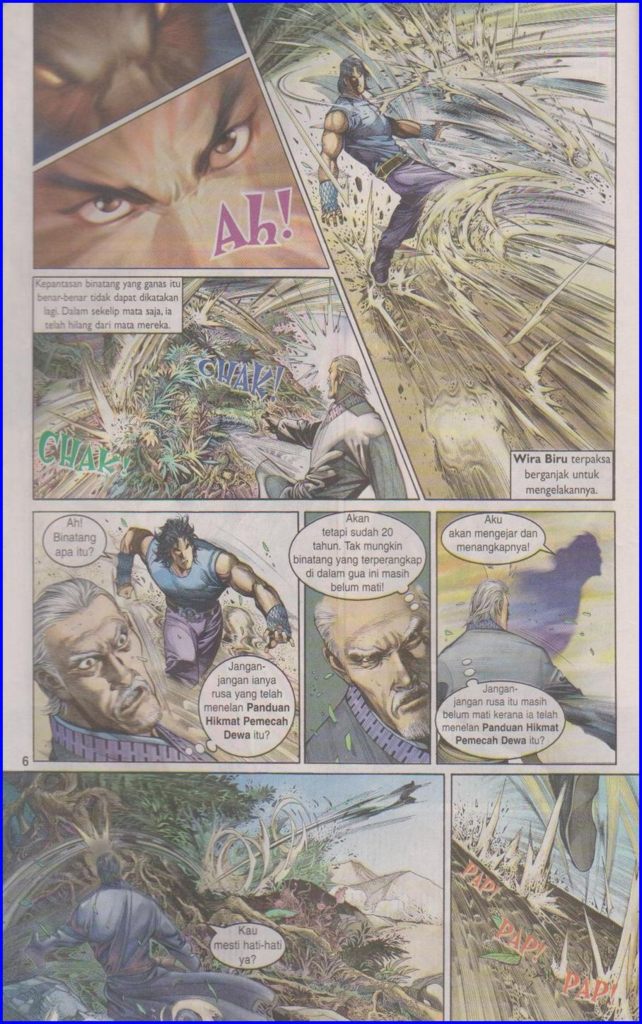 Ah!
Kepantasan binatang yang ganas itu
benar-benar tidak dapat dikatakan
lagi. Dalam sekelip mata saja, ia
telah hilang dari mata mereka.
CHAK!
CHAK!
Wira Biru terpaksa
berganjak untuk
mengelakannya.
Ah!
Binatang
apa itu?
Jangan-
jangan ianya
rusa yang telah
menelan Panduan
Hikmat Pemecah
Dewa itu?
Akan
tetapi sudah 20
tahun. Tak mungkin
binatang yang terperangkap
di dalam gua ini masih
belum mati!
Aku
akan mengejar dan
menangkapnya!
Jangan-
jangan rusa itu masih
belum mati kerana ia telah
menelan Panduan Hikmat
Pemecah Dewa itu?
6
Kau
mesti hati-hati
ya?
PAP!
PAP!
PAP!